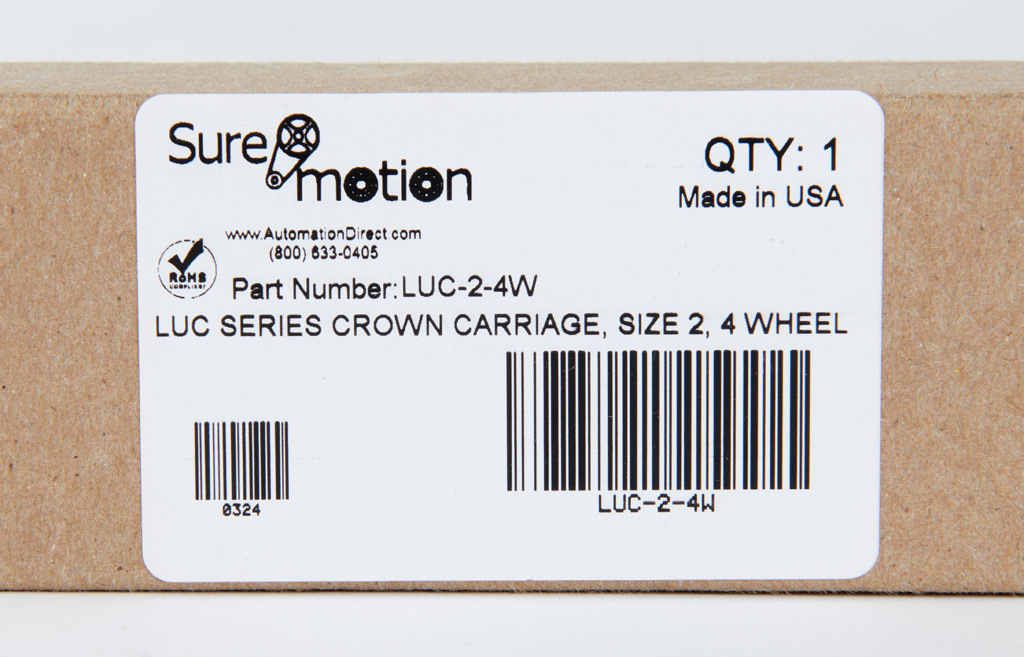 Sure motion
QTY: 1
Made in USA
www.AutomationDirect.com
(800) 633-0405
RoHS
COMPLIANT
Part Number:LUC-2-4W
LUC SERIES CROWN CARRIAGE, SIZE 2, 4 WHEEL
0324
LUC-2-4W